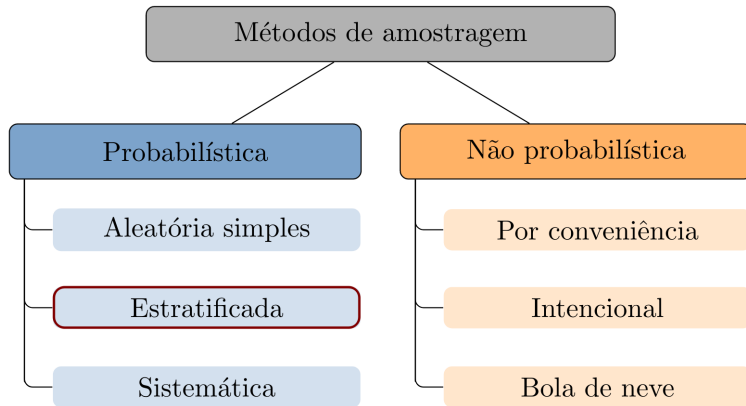 Métodos de amostragem
Probabilística
Não probabilística
Aleatória simples
Por conveniência
Estratificada
Intencional
Sistemática
Bola de neve